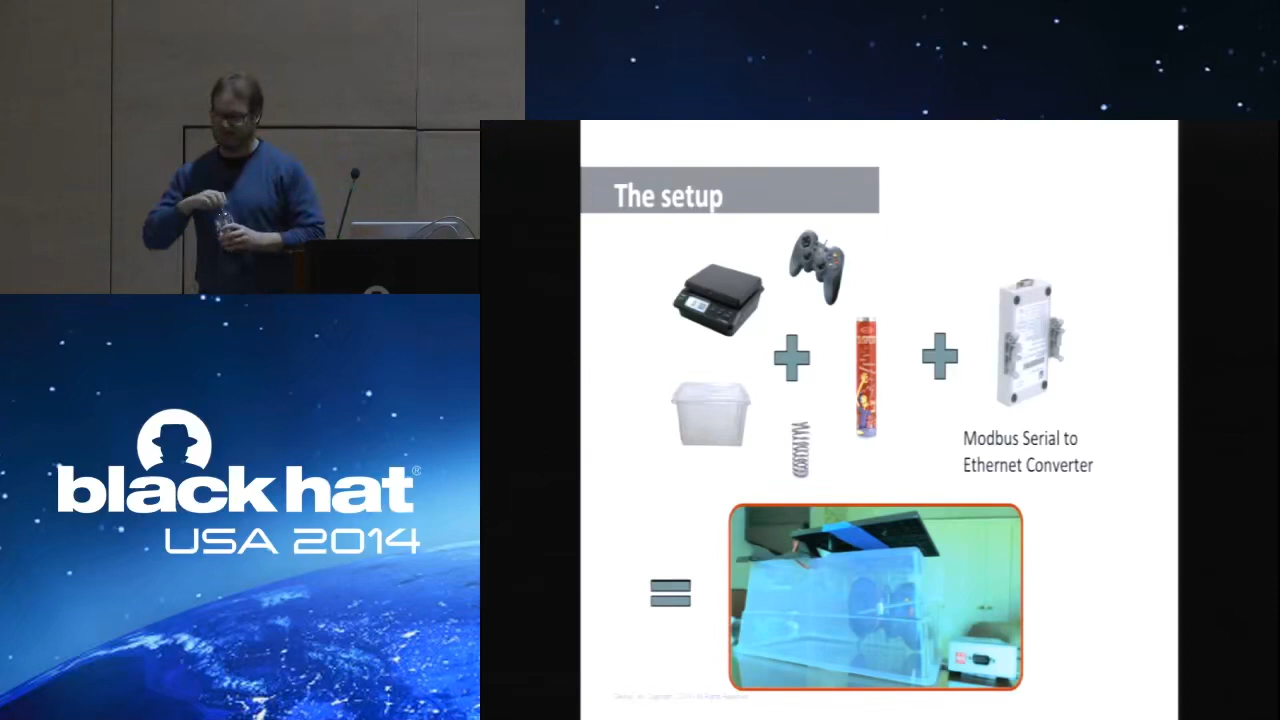 The setup
Modbus Serial to
Ethernet Converter
black hat®
USA 2014